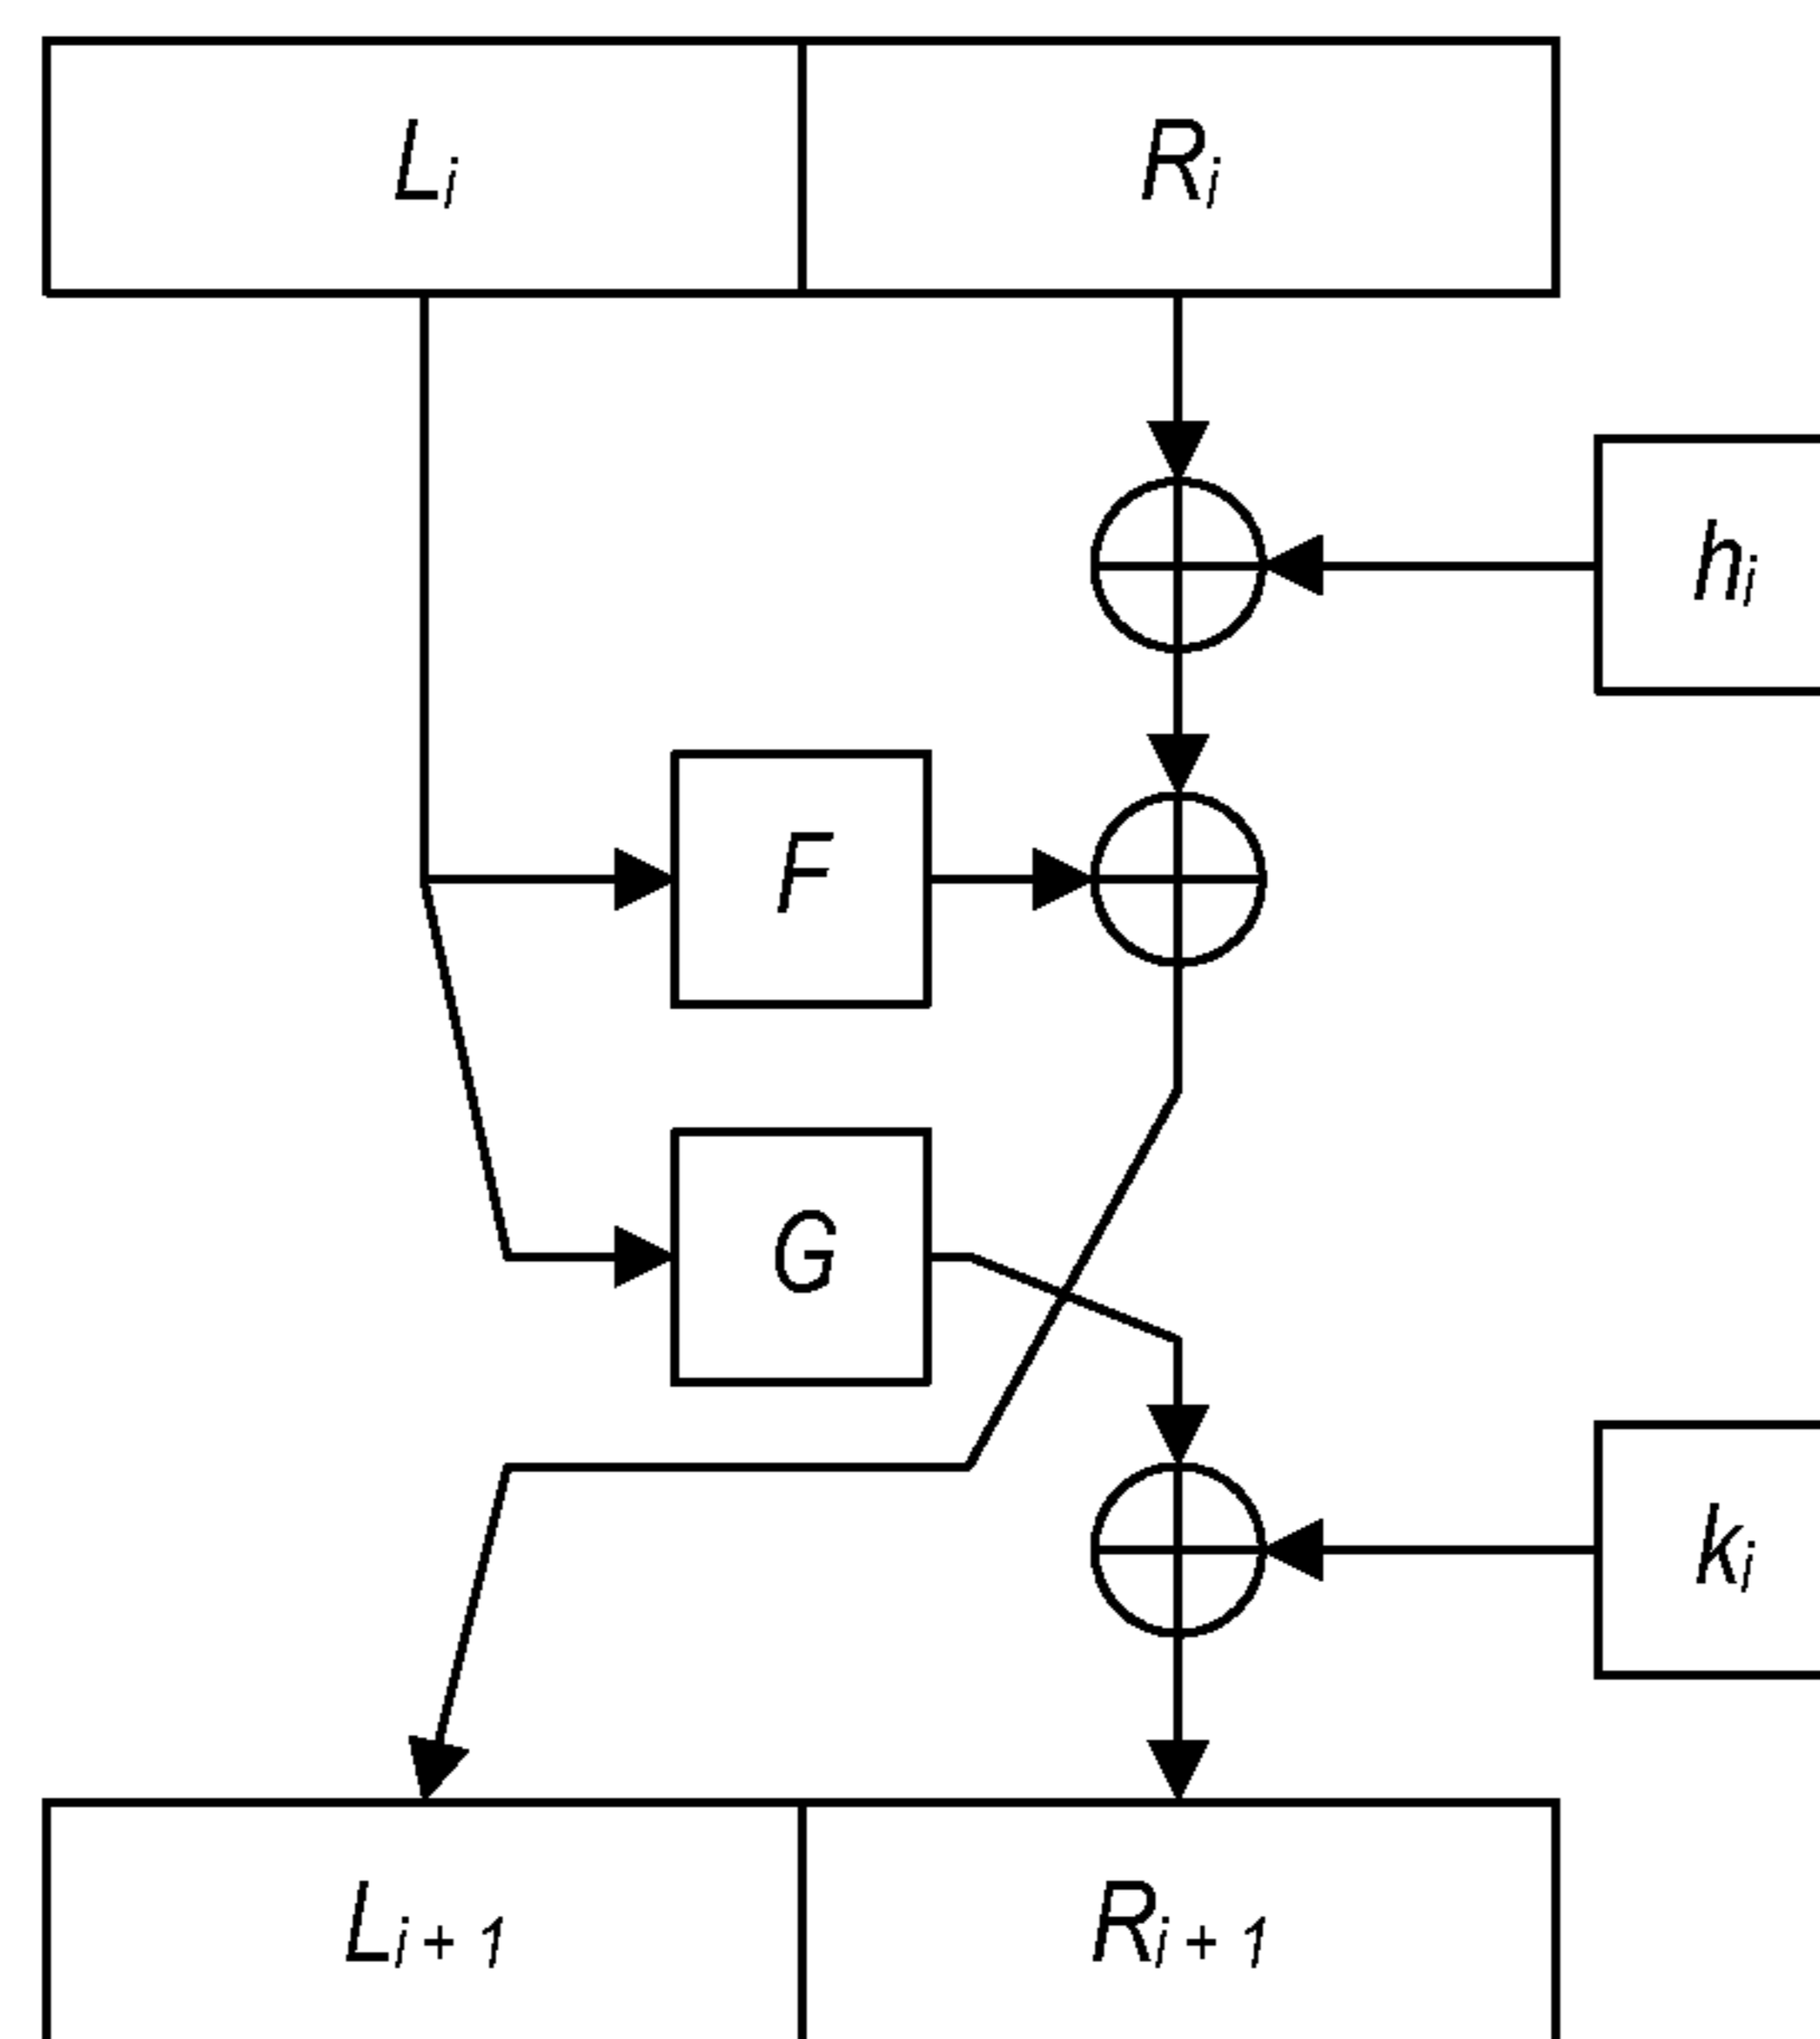 Lᵢ Rᵢ
hᵢ
F
G
kᵢ
Lᵢ₊₁ Rᵢ₊₁